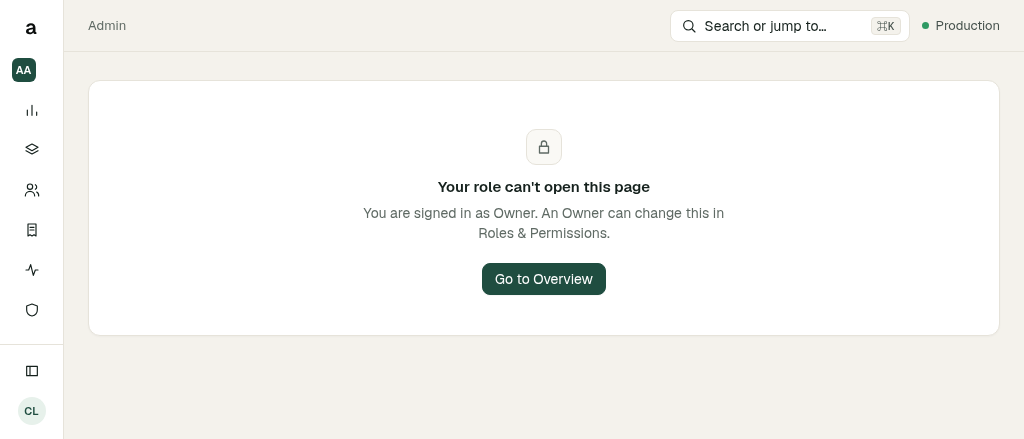 a
Admin
Search or jump to...
⌘K
Production
AA
Your role can't open this page
You are signed in as Owner. An Owner can change this in
Roles & Permissions.
Go to Overview
CL